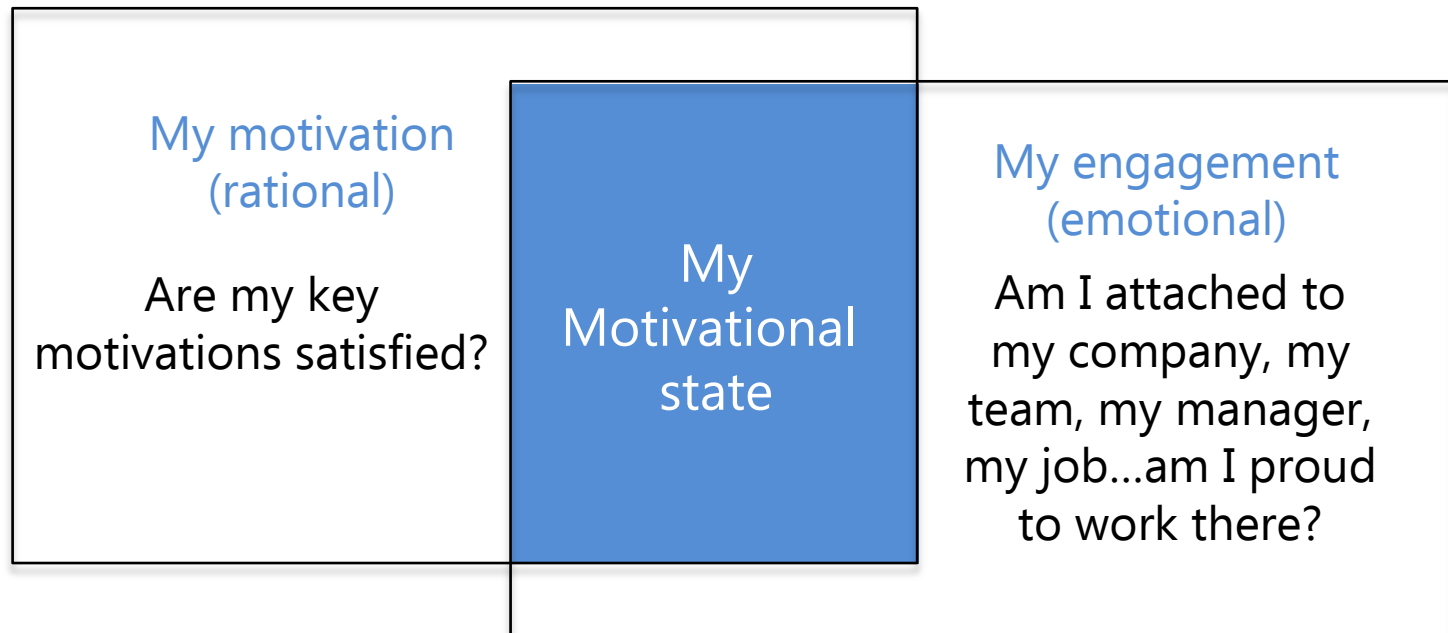 My motivation
(rational)
Are my key
motivations satisfied?
My
Motivational
state
My engagement
(emotional)
Am I attached to
my company, my
team, my manager,
my job...am I proud
to work there?